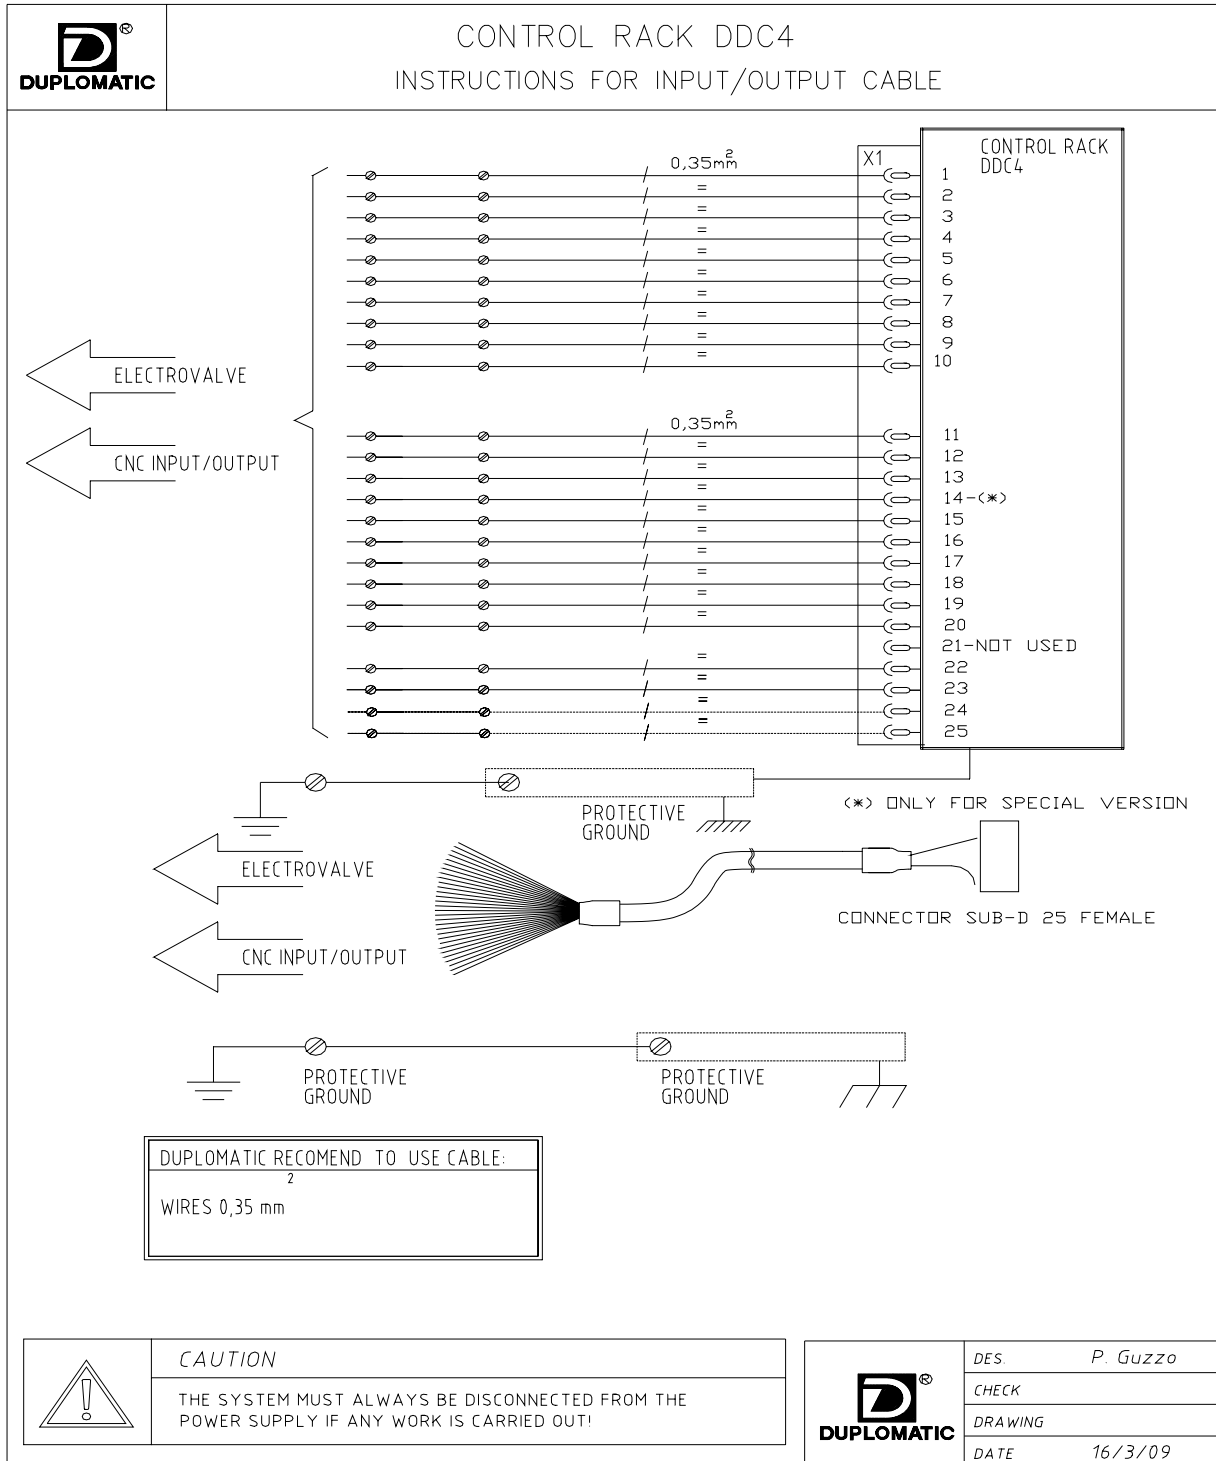 D®
DUPLOMATIC
CONTROL RACK DDC4
INSTRUCTIONS FOR INPUT/OUTPUT CABLE
CONTROL RACK
DDC4
X1
0,35mm²
1
=
2
=
3
=
4
=
5
=
6
=
7
=
8
=
9
=
10
ELECTROVALVE
CNC INPUT/OUTPUT
0,35mm²
11
=
12
=
13
=
14-(*)
=
15
=
16
=
17
=
18
=
19
=
20
21-NOT USED
=
22
=
23
=
24
=
25
PROTECTIVE
GROUND
(*) ONLY FOR SPECIAL VERSION
ELECTROVALVE
CNC INPUT/OUTPUT
CONNECTOR SUB-D 25 FEMALE
PROTECTIVE
GROUND
PROTECTIVE
GROUND
DUPLOMATIC RECOMEND TO USE CABLE:
WIRES 0,35 mm²
!
CAUTION
THE SYSTEM MUST ALWAYS BE DISCONNECTED FROM THE
POWER SUPPLY IF ANY WORK IS CARRIED OUT!
D®
DUPLOMATIC
DES. P. Guzzo
CHECK
DRAWING
DATE 16/3/09